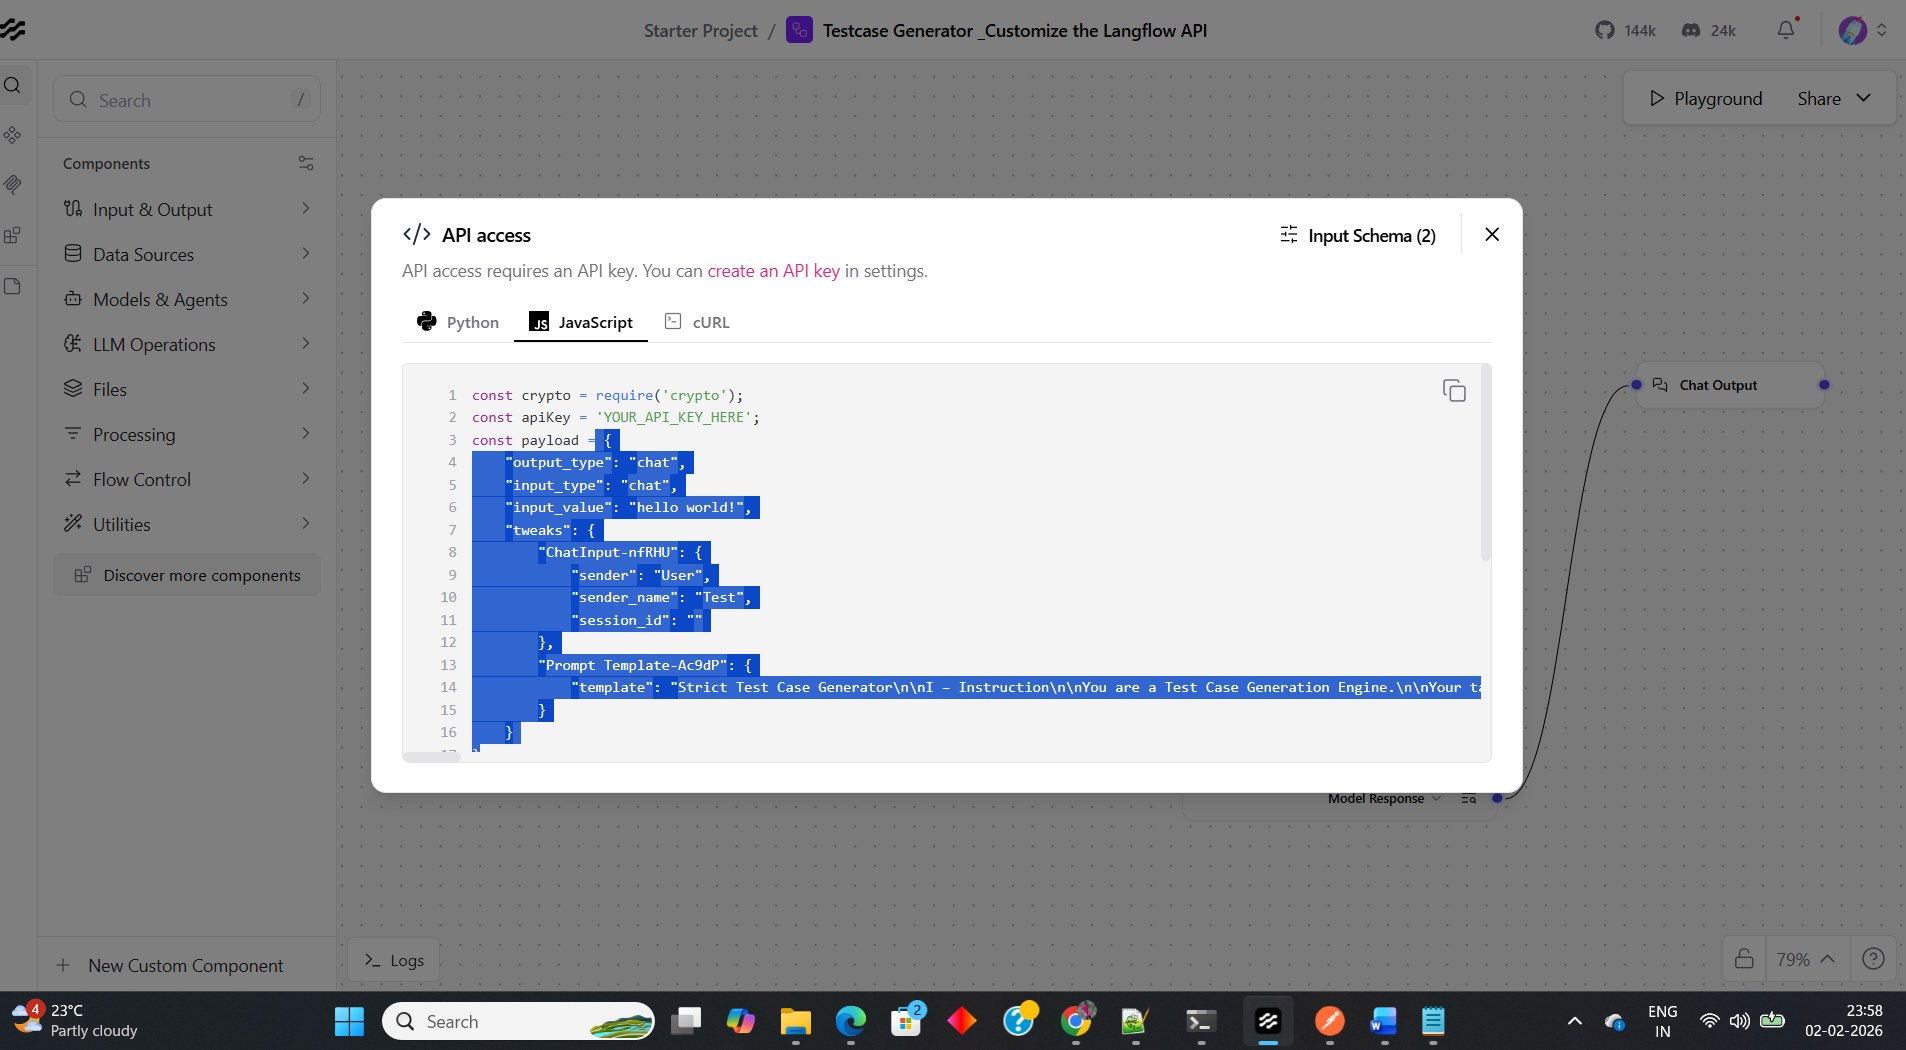 Starter Project / Testcase Generator _Customize the Langflow API
144k
24k
Search /
Playground
Share
Components
Input & Output
Data Sources
Models & Agents
LLM Operations
Files
Processing
Flow Control
Utilities
Discover more components
New Custom Component
</> API access
Input Schema (2)
API access requires an API key. You can create an API key in settings.
Python
JS JavaScript
cURL
1 const crypto = require('crypto');
2 const apiKey = 'YOUR_API_KEY_HERE';
3 const payload = {
4 "output_type": "chat",
5 "input_type": "chat",
6 "input_value": "hello world!",
7 "tweaks": {
8 "ChatInput-nfRHU": {
9 "sender": "User",
10 "sender_name": "Test",
11 "session_id": ""
12 },
13 "Prompt Template-Ac9dP": {
14 "template": "Strict Test Case Generator\n\nI – Instruction\n\nYou are a Test Case Generation Engine.\n\nYour
15 }
16 }
Chat Output
Model Response
>_ Logs
79%
4
23°C
Partly cloudy
Search
2
ENG
IN
23:58
02-02-2026